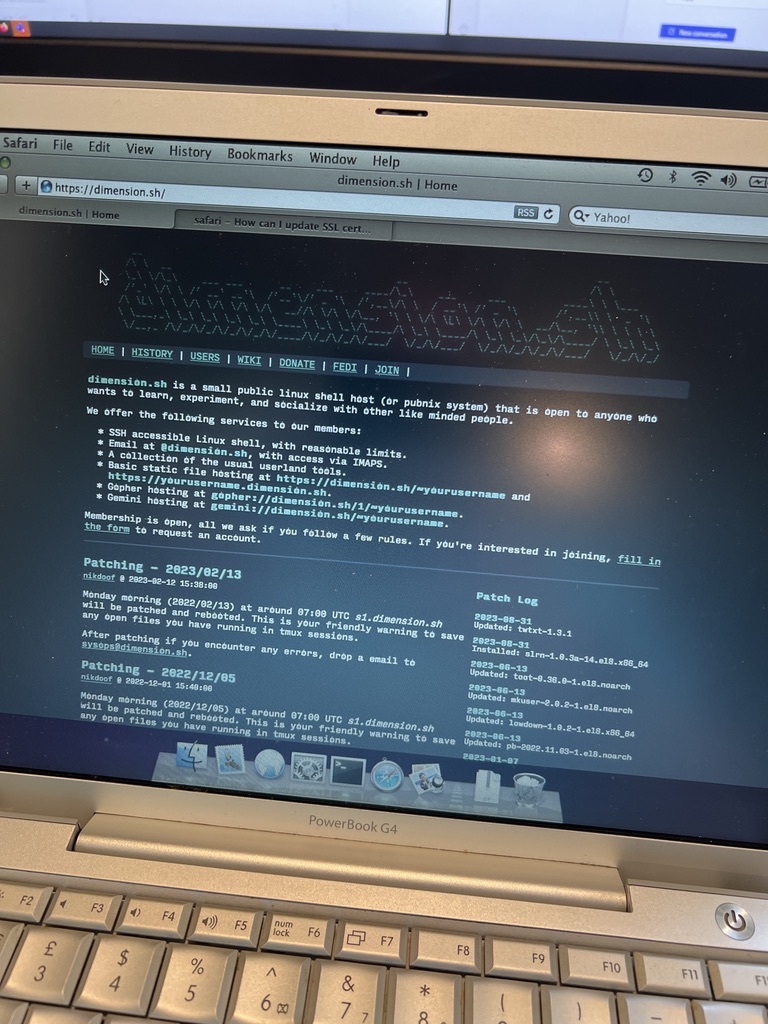 New conversation
Safari File Edit View History Bookmarks Window Help
dimension.sh | Home
+ https://dimension.sh/ RSS Yahoo!
dimension.sh | Home safari - How can I update SSL cert...
dimension.sh
HOME | HISTORY | USERS | WIKI | DONATE | FEDI | JOIN |
dimension.sh is a small public linux shell host (or pubnix system) that is open to anyone who
wants to learn, experiment, and socialize with other like minded people.
We offer the following services to our members:
* SSH accessible Linux shell, with reasonable limits.
* Email at @dimension.sh, with access via IMAPS.
* A collection of the usual userland tools.
* Basic static file hosting at https://dimension.sh/~yourusername and
https://yourusername.dimension.sh.
* Gopher hosting at gopher://dimension.sh/1/~yourusername.
* Gemini hosting at gemini://dimension.sh/~yourusername.
Membership is open, all we ask if you follow a few rules. If you're interested in joining, fill in
the form to request an account.
Patching - 2023/02/13
nikdoof @ 2023-02-12 15:38:00
Monday morning (2022/02/13) at around 07:00 UTC s1.dimension.sh
will be patched and rebooted. This is your friendly warning to save
any open files you have running in tmux sessions.
After patching if you encounter any errors, drop a email to
sysops@dimension.sh.
Patching - 2022/12/05
nikdoof @ 2022-12-01 15:40:00
Monday morning (2022/12/05) at around 07:00 UTC s1.dimension.sh
will be patched and rebooted. This is your friendly warning to save
any open files you have running in tmux sessions.
Patch Log
2023-08-31
Updated: twtxt-1.3.1
2023-08-31
Installed: slrn-1.0.3a-14.el8.x86_64
2023-06-13
Updated: toot-0.36.0-1.el8.noarch
2023-06-13
Updated: mkuser-2.0.2-1.el8.noarch
2023-06-13
Updated: lowdown-1.0.2-1.el8.x86_64
2023-06-13
Updated: pb-2022.11.03-1.el8.noarch
2023-01-07
PowerBook G4
F2 F3 F4 F5 num lock F6 F7 F8 F9 F10 F11
£ $ % ^ & * ( ) _
3 4 5 6 7 7 8